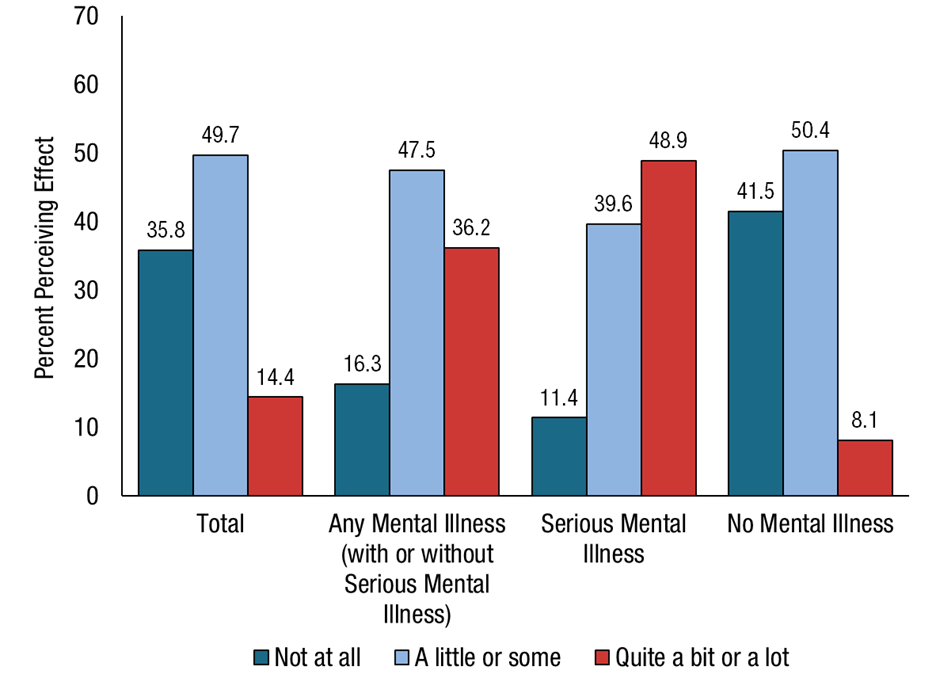 70
60
50
40
30
20
10
0
Percent Perceiving Effect
35.8
49.7
14.4
16.3
47.5
36.2
11.4
39.6
48.9
41.5
50.4
8.1
Total
Any Mental Illness
(with or without
Serious Mental
Illness)
Serious Mental
Illness
No Mental Illness
Not at all
A little or some
Quite a bit or a lot